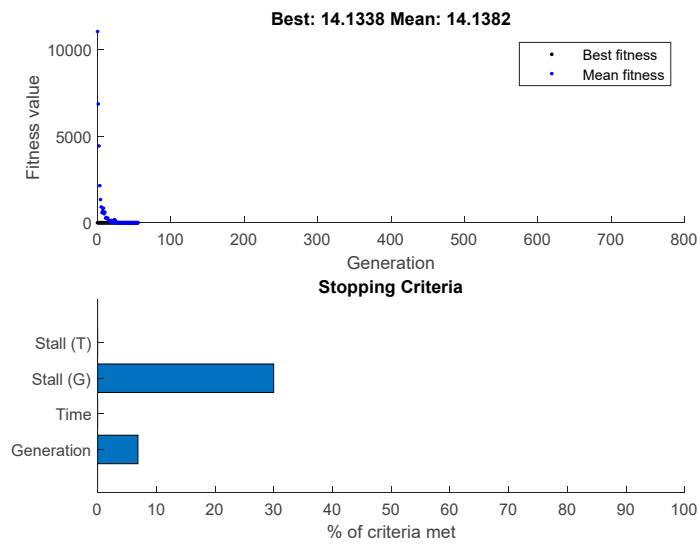 Best: 14.1338 Mean: 14.1382
10000
5000
0
Fitness value
Best fitness
Mean fitness
0 100 200 300 400 500 600 700 800
Generation
Stopping Criteria
Stall (T)
Stall (G)
Time
Generation
0 10 20 30 40 50 60 70 80 90 100
% of criteria met